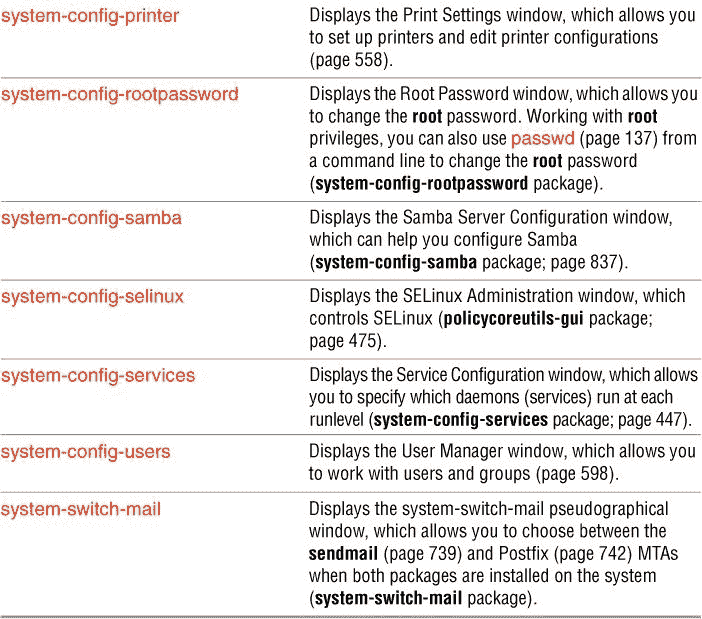 system-config-printer
Displays the Print Settings window, which allows you
to set up printers and edit printer configurations
(page 558).
system-config-rootpassword
Displays the Root Password window, which allows you
to change the root password. Working with root
privileges, you can also use passwd (page 137) from
a command line to change the root password
(system-config-rootpassword package).
system-config-samba
Displays the Samba Server Configuration window,
which can help you configure Samba
(system-config-samba package; page 837).
system-config-selinux
Displays the SELinux Administration window, which
controls SELinux (policycoreutils-gui package;
page 475).
system-config-services
Displays the Service Configuration window, which allows
you to specify which daemons (services) run at each
runlevel (system-config-services package; page 447).
system-config-users
Displays the User Manager window, which allows you
to work with users and groups (page 598).
system-switch-mail
Displays the system-switch-mail pseudographical
window, which allows you to choose between the
sendmail (page 739) and Postfix (page 742) MTAs
when both packages are installed on the system
(system-switch-mail package).